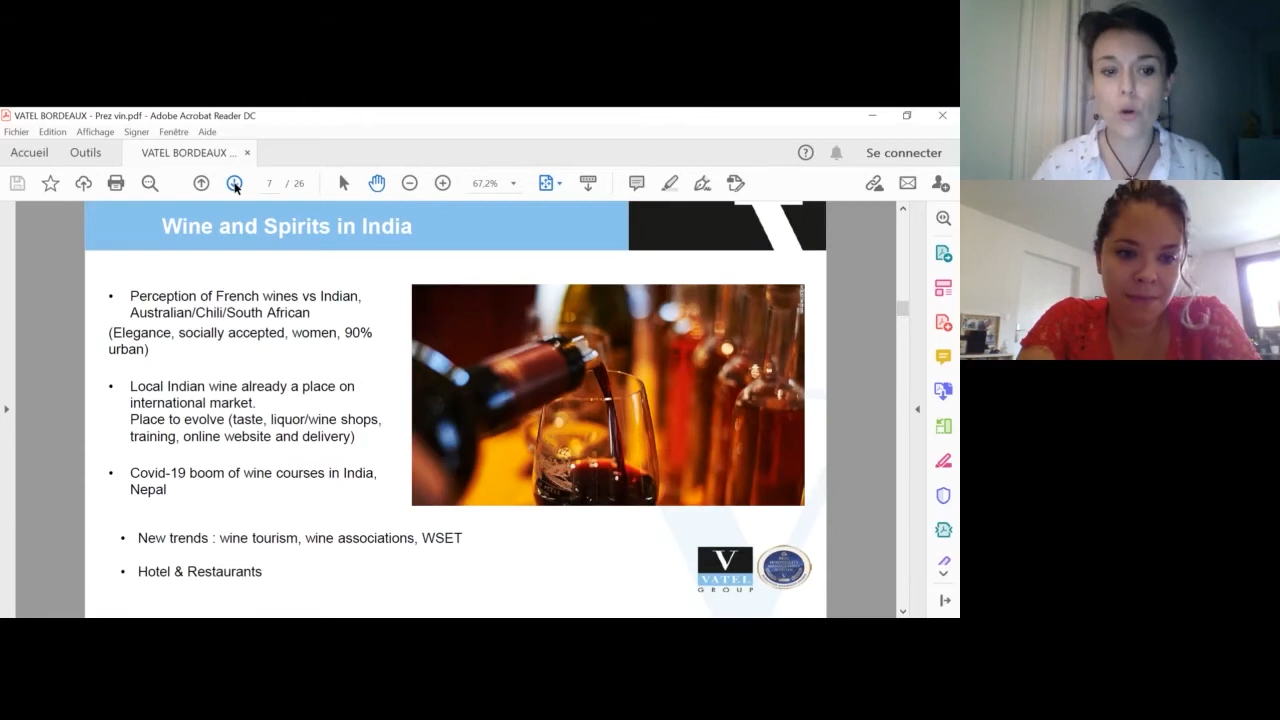 VATEL BORDEAUX - Prez vin.pdf - Adobe Acrobat Reader DC
Fichier Edition Affichage Signer Fenêtre Aide
Accueil Outils VATEL BORDEAUX ... × Se connecter
7 / 26 67,2%
Wine and Spirits in India
• Perception of French wines vs Indian,
Australian/Chili/South African
(Elegance, socially accepted, women, 90%
urban)
• Local Indian wine already a place on
international market.
Place to evolve (taste, liquor/wine shops,
training, online website and delivery)
• Covid-19 boom of wine courses in India,
Nepal
• New trends : wine tourism, wine associations, WSET
• Hotel & Restaurants
V
VATEL
GROUP